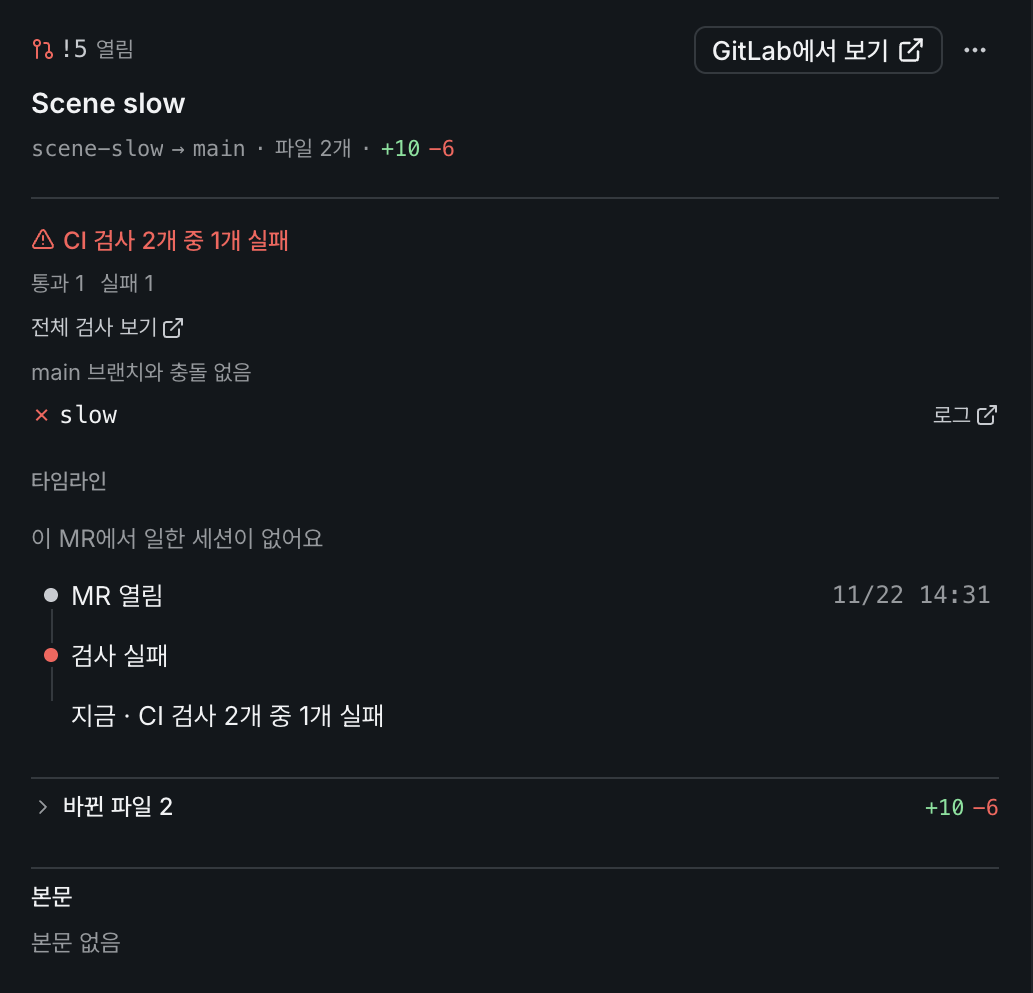 !5 열림
GitLab에서 보기
Scene slow
scene-slow → main · 파일 2개 · +10 −6
CI 검사 2개 중 1개 실패
통과 1 실패 1
전체 검사 보기
main 브랜치와 충돌 없음
× slow 로그
타임라인
이 MR에서 일한 세션이 없어요
MR 열림 11/22 14:31
검사 실패
지금 · CI 검사 2개 중 1개 실패
바뀐 파일 2 +10 −6
본문
본문 없음